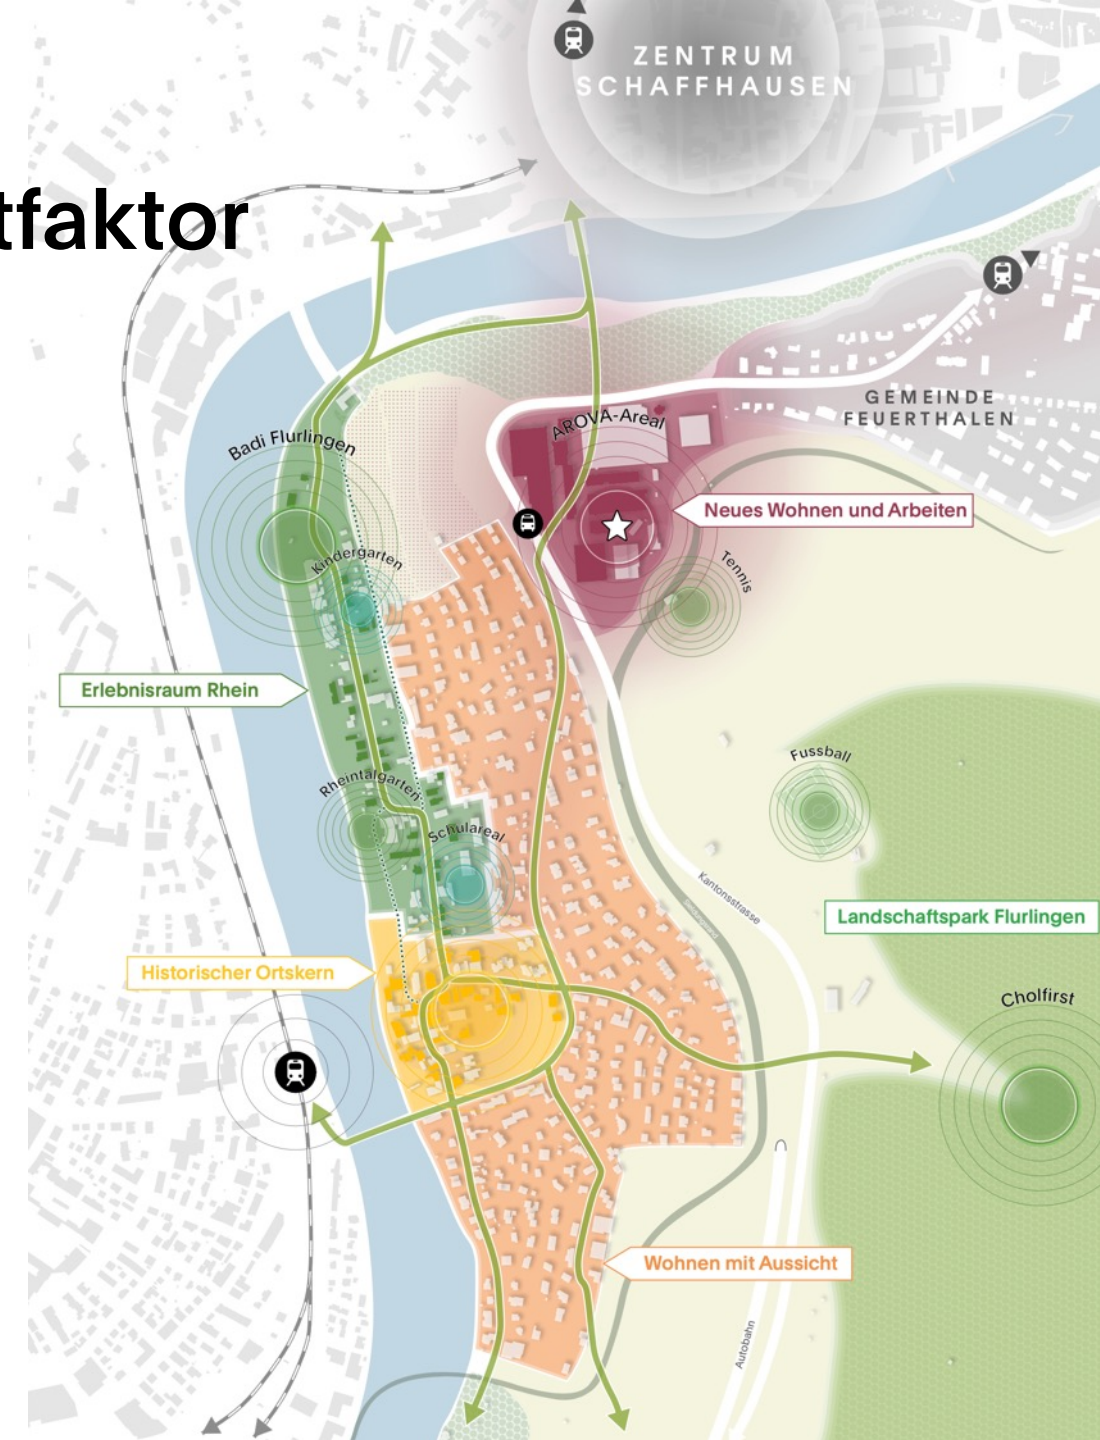 ZENTRUM
SCHAFFHAUSEN
tfaktor
GEMEINDE
FEUERTHALEN
AROVA-Areal
Badi Flurlingen
Neues Wohnen und Arbeiten
Kindergarten
Tennis
Erlebnisraum Rhein
Fussball
Rheintalgarten
Schulareal
Kantonsstrasse
Landschaftspark Flurlingen
Historischer Ortskern
Cholfirst
Wohnen mit Aussicht
Autobahn